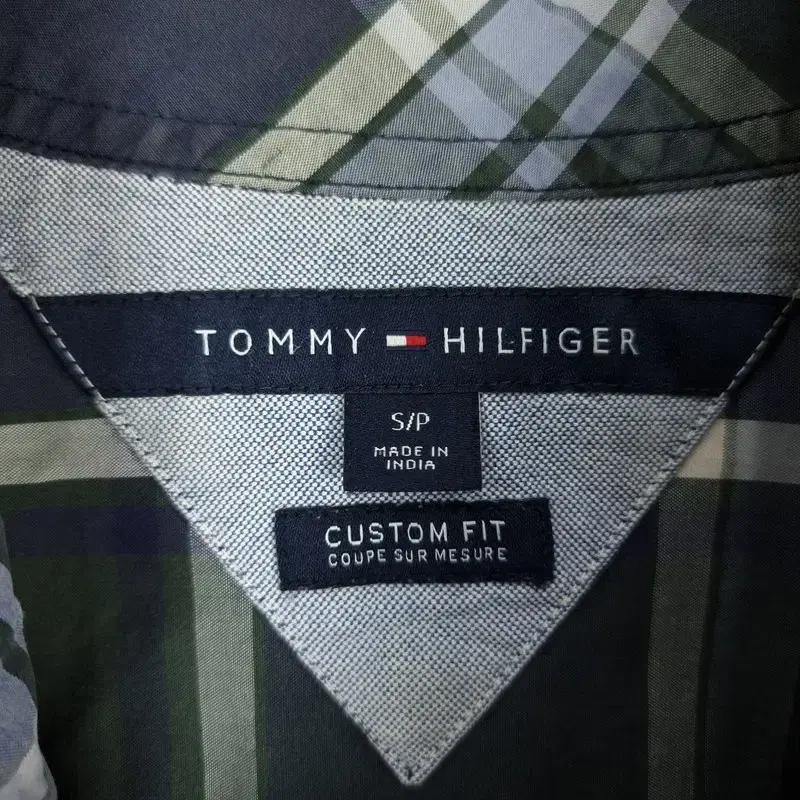 TOMMY HILFIGER
S/P
MADE IN
INDIA
CUSTOM FIT
COUPE SUR MESURE